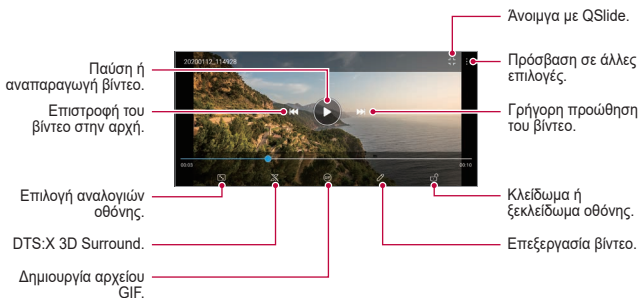 Άνοιγμα με QSlide.
20200112_114928
Παύση ή
αναπαραγωγή βίντεο.
Πρόσβαση σε άλλες
επιλογές.
Επιστροφή του
βίντεο στην αρχή.
Γρήγορη προώθηση
του βίντεο.
00:03
00:10
Επιλογή αναλογιών
οθόνης.
Κλείδωμα ή
ξεκλείδωμα οθόνης.
DTS:X 3D Surround.
Επεξεργασία βίντεο.
Δημιουργία αρχείου
GIF.